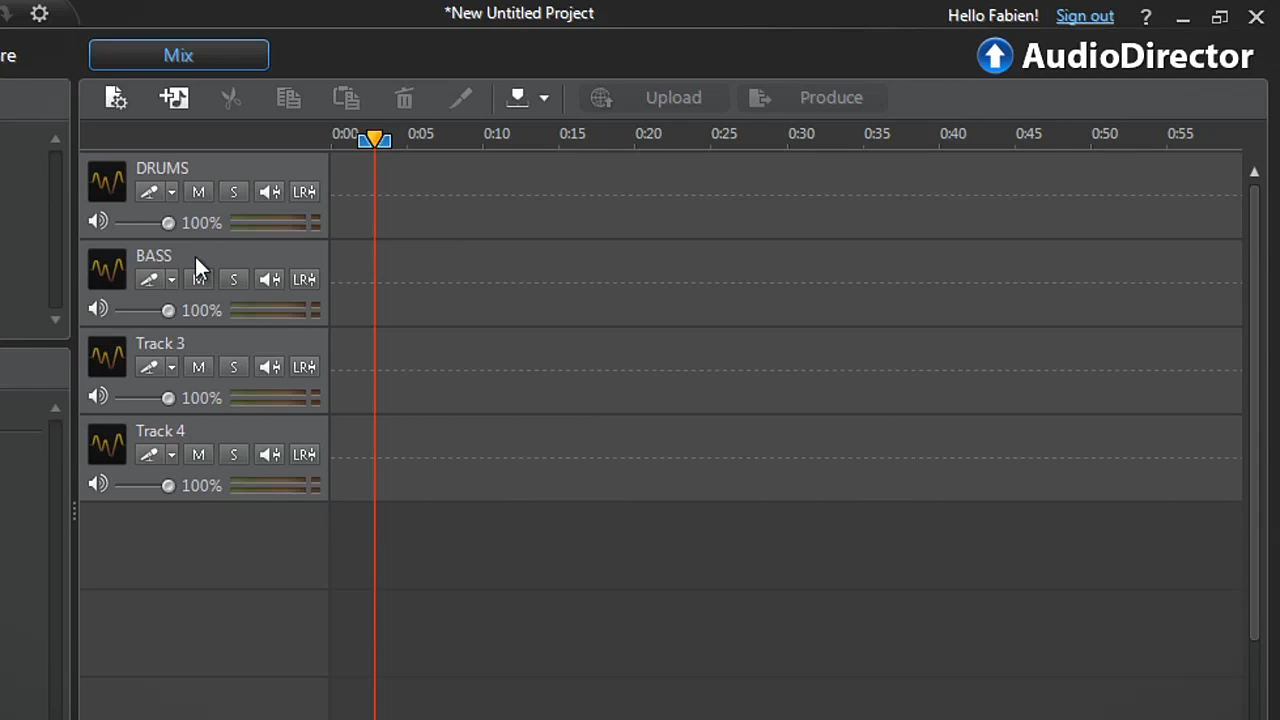 *New Untitled Project
Hello Fabien! Sign out ?
re Mix AudioDirector
Upload Produce
0:00 0:05 0:10 0:15 0:20 0:25 0:30 0:35 0:40 0:45 0:50 0:55
DRUMS
M S LR
100%
BASS
M S LR
100%
Track 3
M S LR
100%
Track 4
M S LR
100%